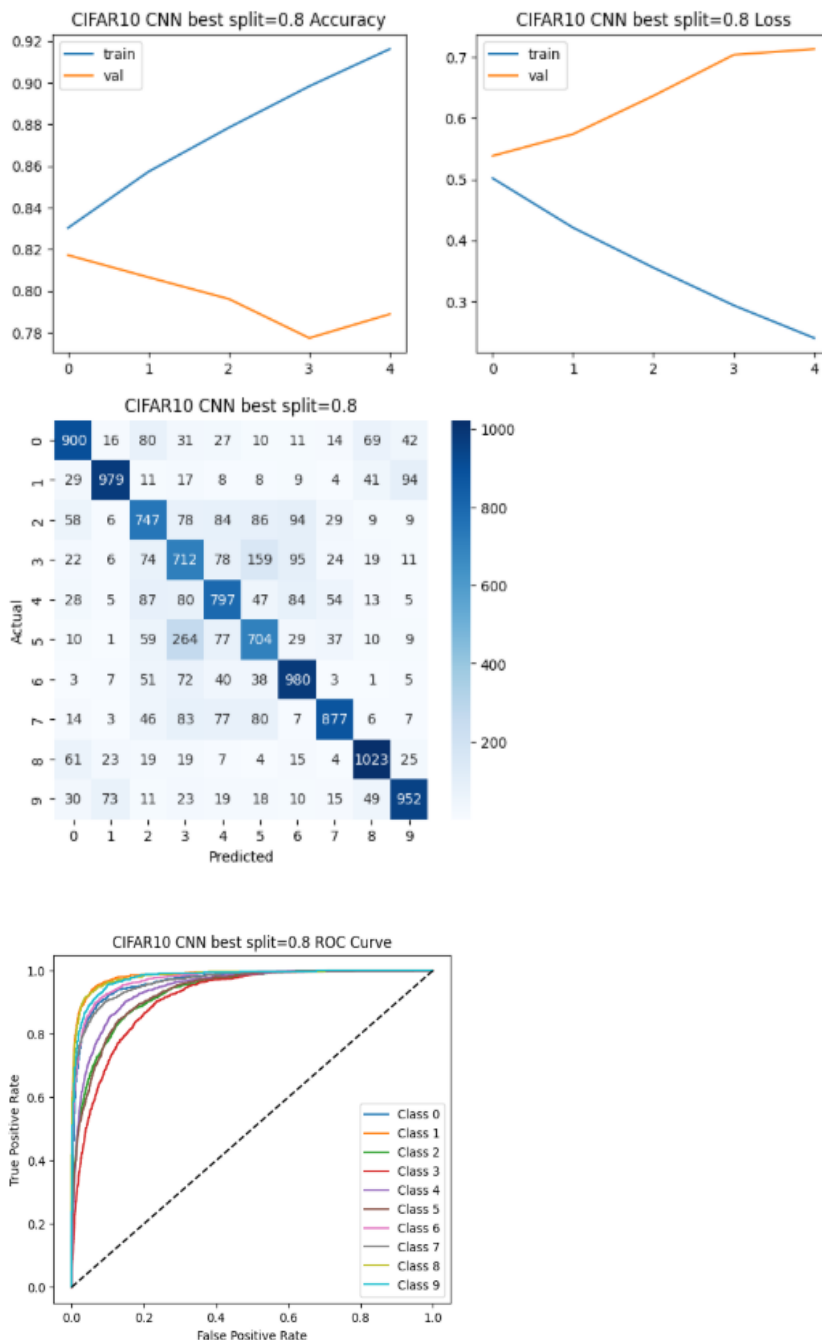 CIFAR10 CNN best split=0.8 Accuracy
0.92
0.90
0.88
0.86
0.84
0.82
0.80
0.78
train
val
0 1 2 3 4
CIFAR10 CNN best split=0.8 Loss
0.7
0.6
0.5
0.4
0.3
train
val
0 1 2 3 4
CIFAR10 CNN best split=0.8
Actual
0 900 16 80 31 27 10 11 14 69 42
1 29 979 11 17 8 8 9 4 41 94
2 58 6 747 78 84 86 94 29 9 9
3 22 6 74 712 78 159 95 24 19 11
4 28 5 87 80 797 47 84 54 13 5
5 10 1 59 264 77 704 29 37 10 9
6 3 7 51 72 40 38 980 3 1 5
7 14 3 46 83 77 80 7 877 6 7
8 61 23 19 19 7 4 15 4 1023 25
9 30 73 11 23 19 18 10 15 49 952
0 1 2 3 4 5 6 7 8 9
Predicted
1000
800
600
400
200
CIFAR10 CNN best split=0.8 ROC Curve
True Positive Rate
1.0
0.8
0.6
0.4
0.2
0.0
Class 0
Class 1
Class 2
Class 3
Class 4
Class 5
Class 6
Class 7
Class 8
Class 9
0.0 0.2 0.4 0.6 0.8 1.0
False Positive Rate